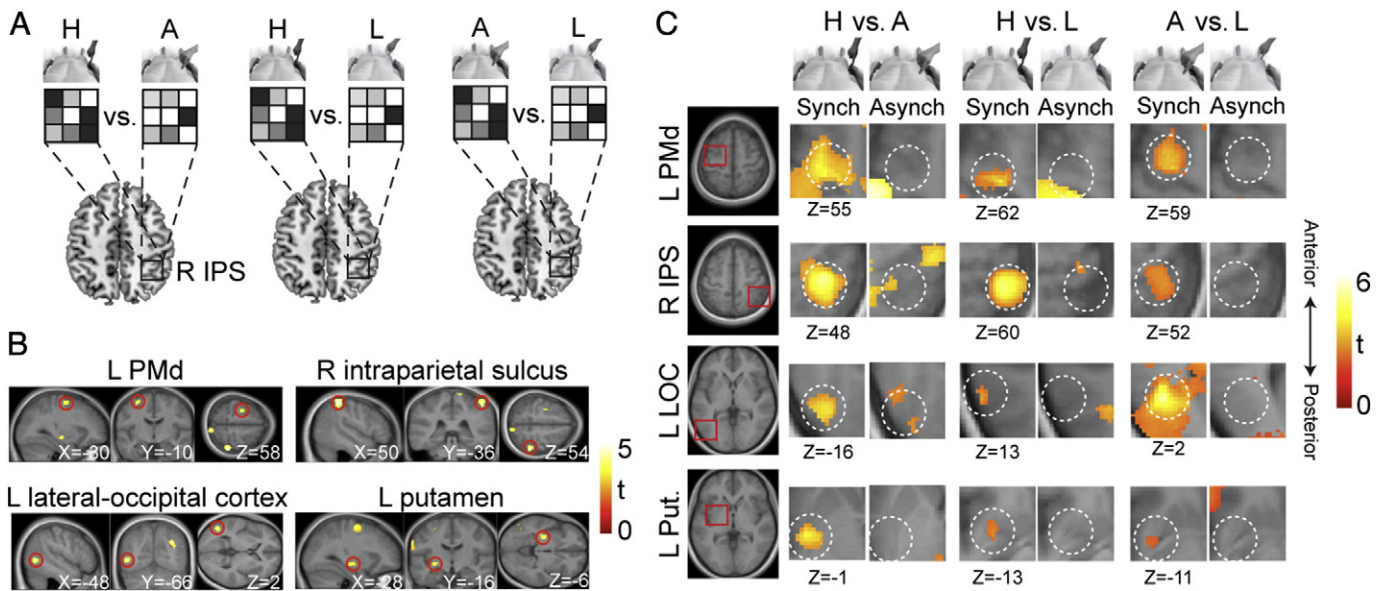 A
H A H L A L
vs. vs. vs.
R IPS
B
L PMd
X=-30 Y=-10 Z=58
R intraparietal sulcus
X=50 Y=-36 Z=54
L lateral-occipital cortex
X=-48 Y=-66 Z=2
L putamen
X=-28 Y=-16 Z=-6
5
t
0
C
H vs. A H vs. L A vs. L
Synch Asynch Synch Asynch Synch Asynch
L PMd
Z=55 Z=62 Z=59
R IPS
Z=48 Z=60 Z=52
L LOC
Z=-16 Z=13 Z=2
L Put.
Z=-1 Z=-13 Z=-11
Anterior
Posterior
6
t
0